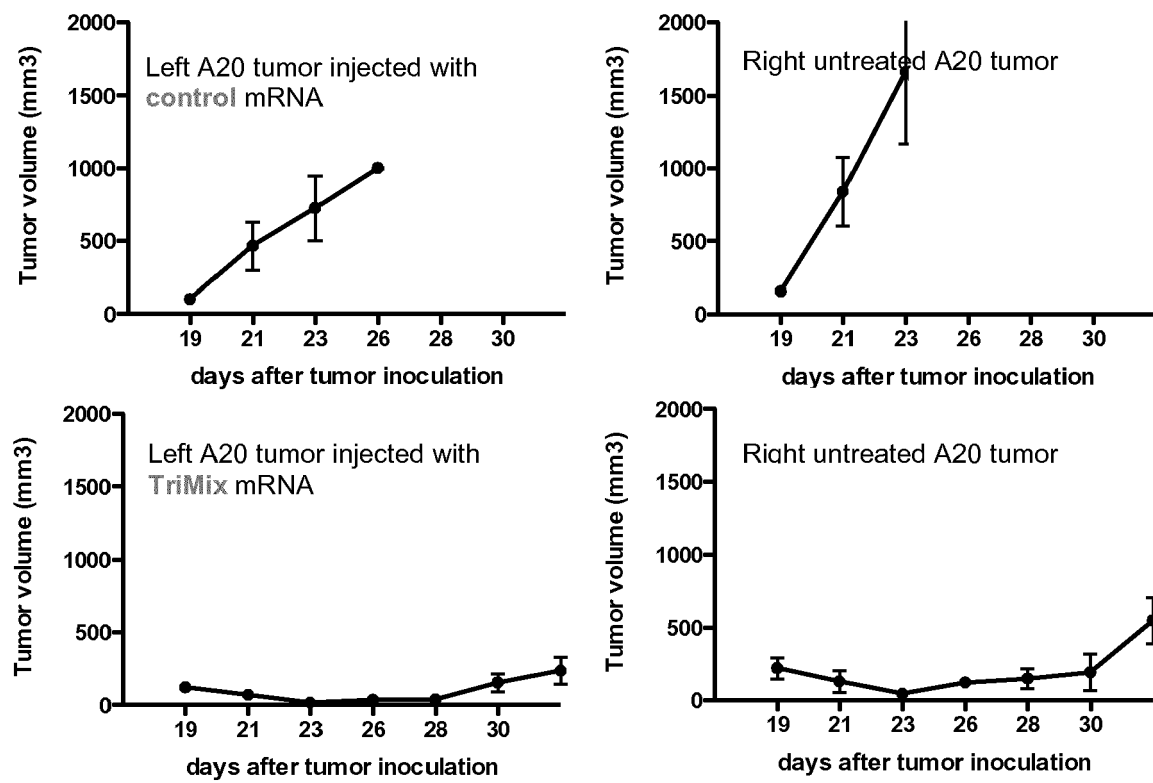 Tumor volume (mm3)
2000
1500
1000
500
0
Left A20 tumor injected with
control mRNA
19 21 23 26 28 30
days after tumor inoculation
Tumor volume (mm3)
2000
1500
1000
500
0
Right untreated A20 tumor
19 21 23 26 28 30
days after tumor inoculation
Tumor volume (mm3)
2000
1500
1000
500
0
Left A20 tumor injected with
TriMix mRNA
19 21 23 26 28 30
days after tumor inoculation
Tumor volume (mm3)
2000
1500
1000
500
0
Right untreated A20 tumor
19 21 23 26 28 30
days after tumor inoculation